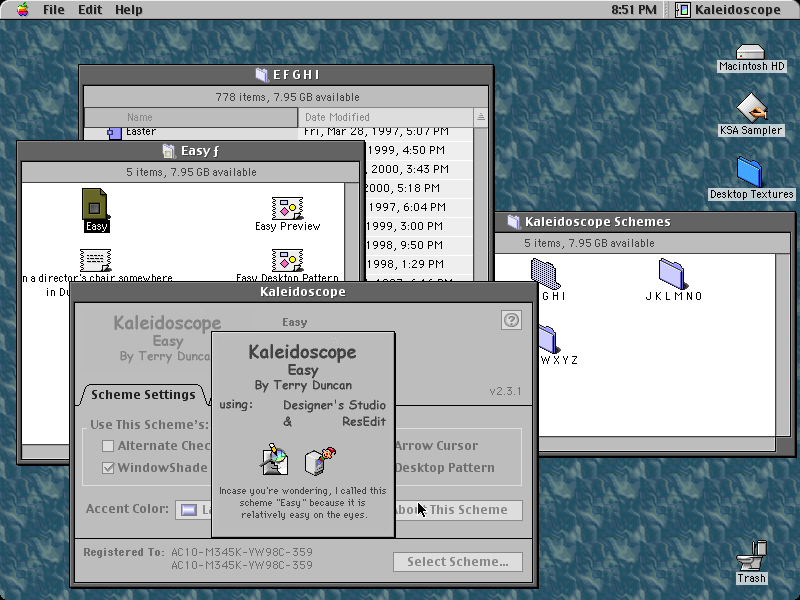 File Edit Help
8:51 PM
Kaleidoscope
Macintosh HD
KSA Sampler
Desktop Textures
Trash
EFGHI
778 items, 7.95 GB available
Name
Date Modified
Easter
Fri, Mar 28, 1997, 5:07 PM
1999, 4:50 PM
2000, 3:43 PM
2000, 5:18 PM
1997, 6:04 PM
1999, 3:00 PM
1998, 9:50 PM
1998, 1:29 PM
Easy ƒ
5 items, 7.95 GB available
Easy
Easy Preview
n a director's chair somewhere
in Du
Easy Desktop Pattern
Kaleidoscope Schemes
5 items, 7.95 GB available
GHI
JKLMNO
WXYZ
Kaleidoscope
Kaleidoscope
Easy
By Terry Dunca
Easy
v2.3.1
Scheme Settings
Use This Scheme's:
Alternate Chec
WindowShade
Arrow Cursor
Desktop Pattern
Accent Color:
La
About This Scheme
Registered To:
AC10-M345K-VW98C-359
AC10-M345K-VW98C-359
Select Scheme...
Kaleidoscope
Easy
By Terry Duncan
using: Designer's Studio
& ResEdit
Incase you're wondering, I called this
scheme "Easy" because it is
relatively easy on the eyes.